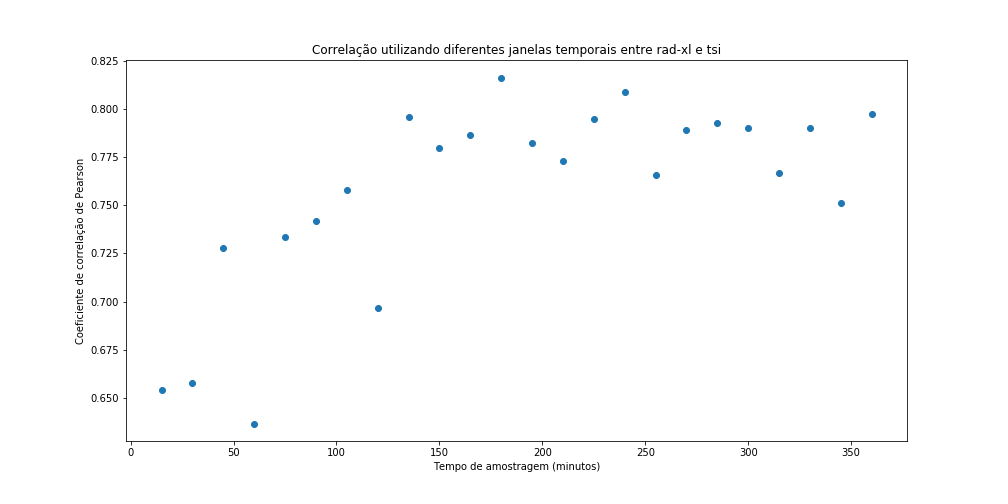 Correlação utilizando diferentes janelas temporais entre rad-xl e tsi
0.825
0.800
0.775
0.750
0.725
0.700
0.675
0.650
Coeficiente de correlação de Pearson
0 50 100 150 200 250 300 350
Tempo de amostragem (minutos)